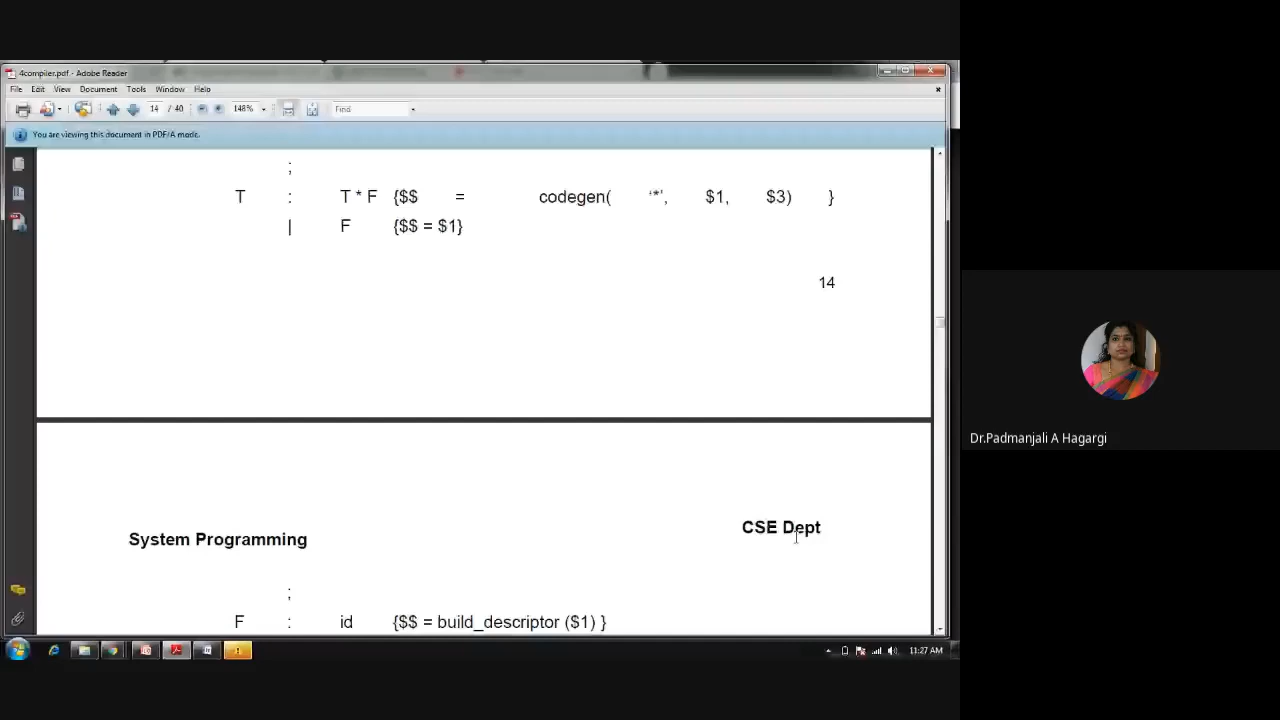 4compiler.pdf - Adobe Reader
File Edit View Document Tools Window Help
14 / 40 148% Find
You are viewing this document in PDF/A mode.
;
T : T * F {$$ = codegen( ‘*’, $1, $3) }
| F {$$ = $1}
14
CSE Dept
System Programming
;
F : id {$$ = build_descriptor ($1) }
11:27 AM
Dr.Padmanjali A Hagargi